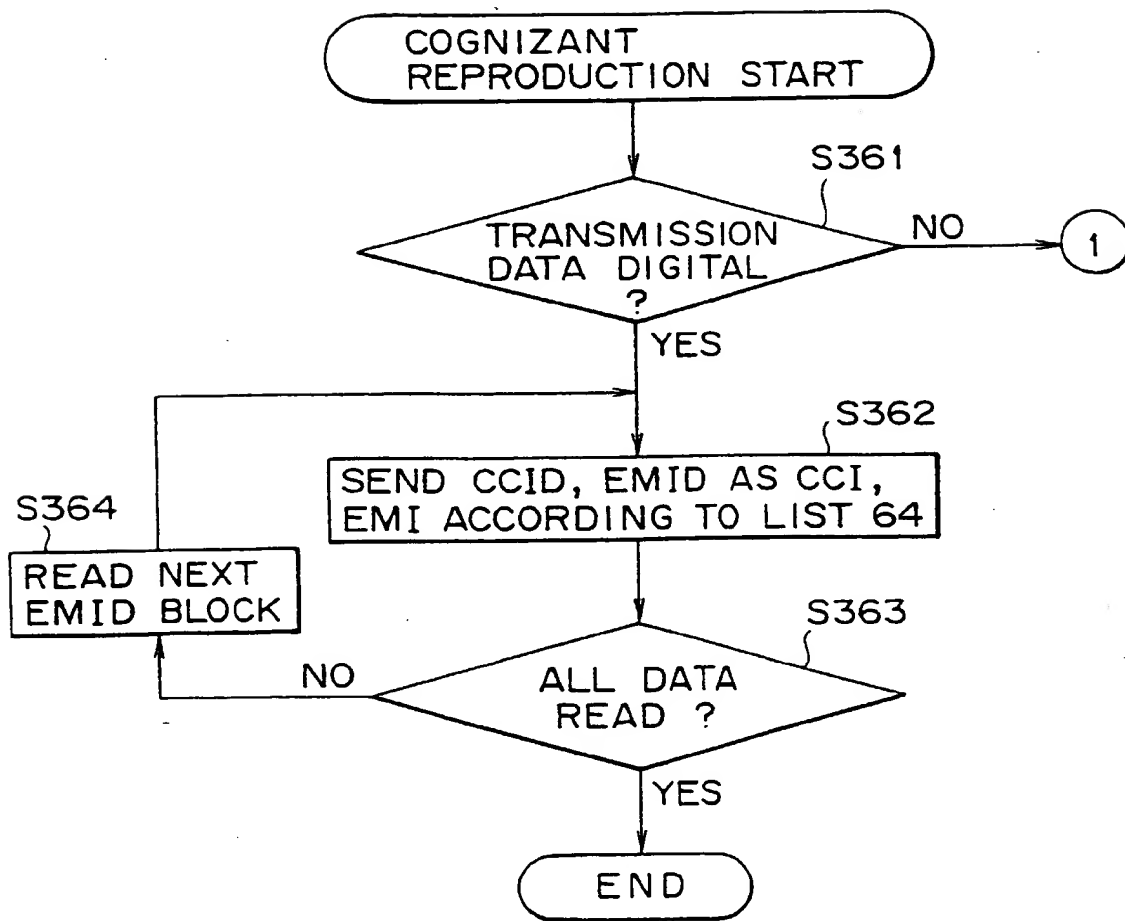 COGNIZANT
REPRODUCTION START
S361
TRANSMISSION
DATA DIGITAL
?
NO
1
YES
S362
SEND CCID, EMID AS CCI,
EMI ACCORDING TO LIST 64
S364
READ NEXT
EMID BLOCK
S363
NO
ALL DATA
READ ?
YES
END